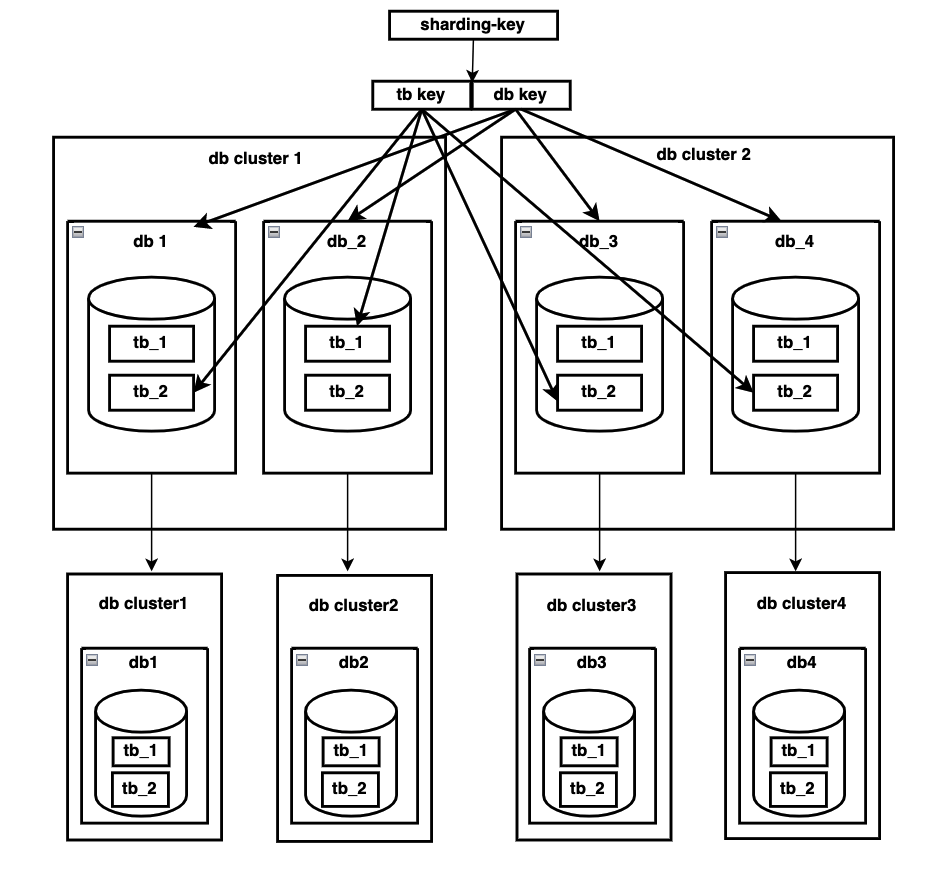 sharding-key
tb key db key
db cluster 1
db cluster 2
db 1
db_2
db_3
db_4
tb_1
tb_1
tb_1
tb_1
tb_2
tb_2
tb_2
tb_2
db cluster1
db cluster2
db cluster3
db cluster4
db1
db2
db3
db4
tb_1
tb_1
tb_1
tb_1
tb_2
tb_2
tb_2
tb_2